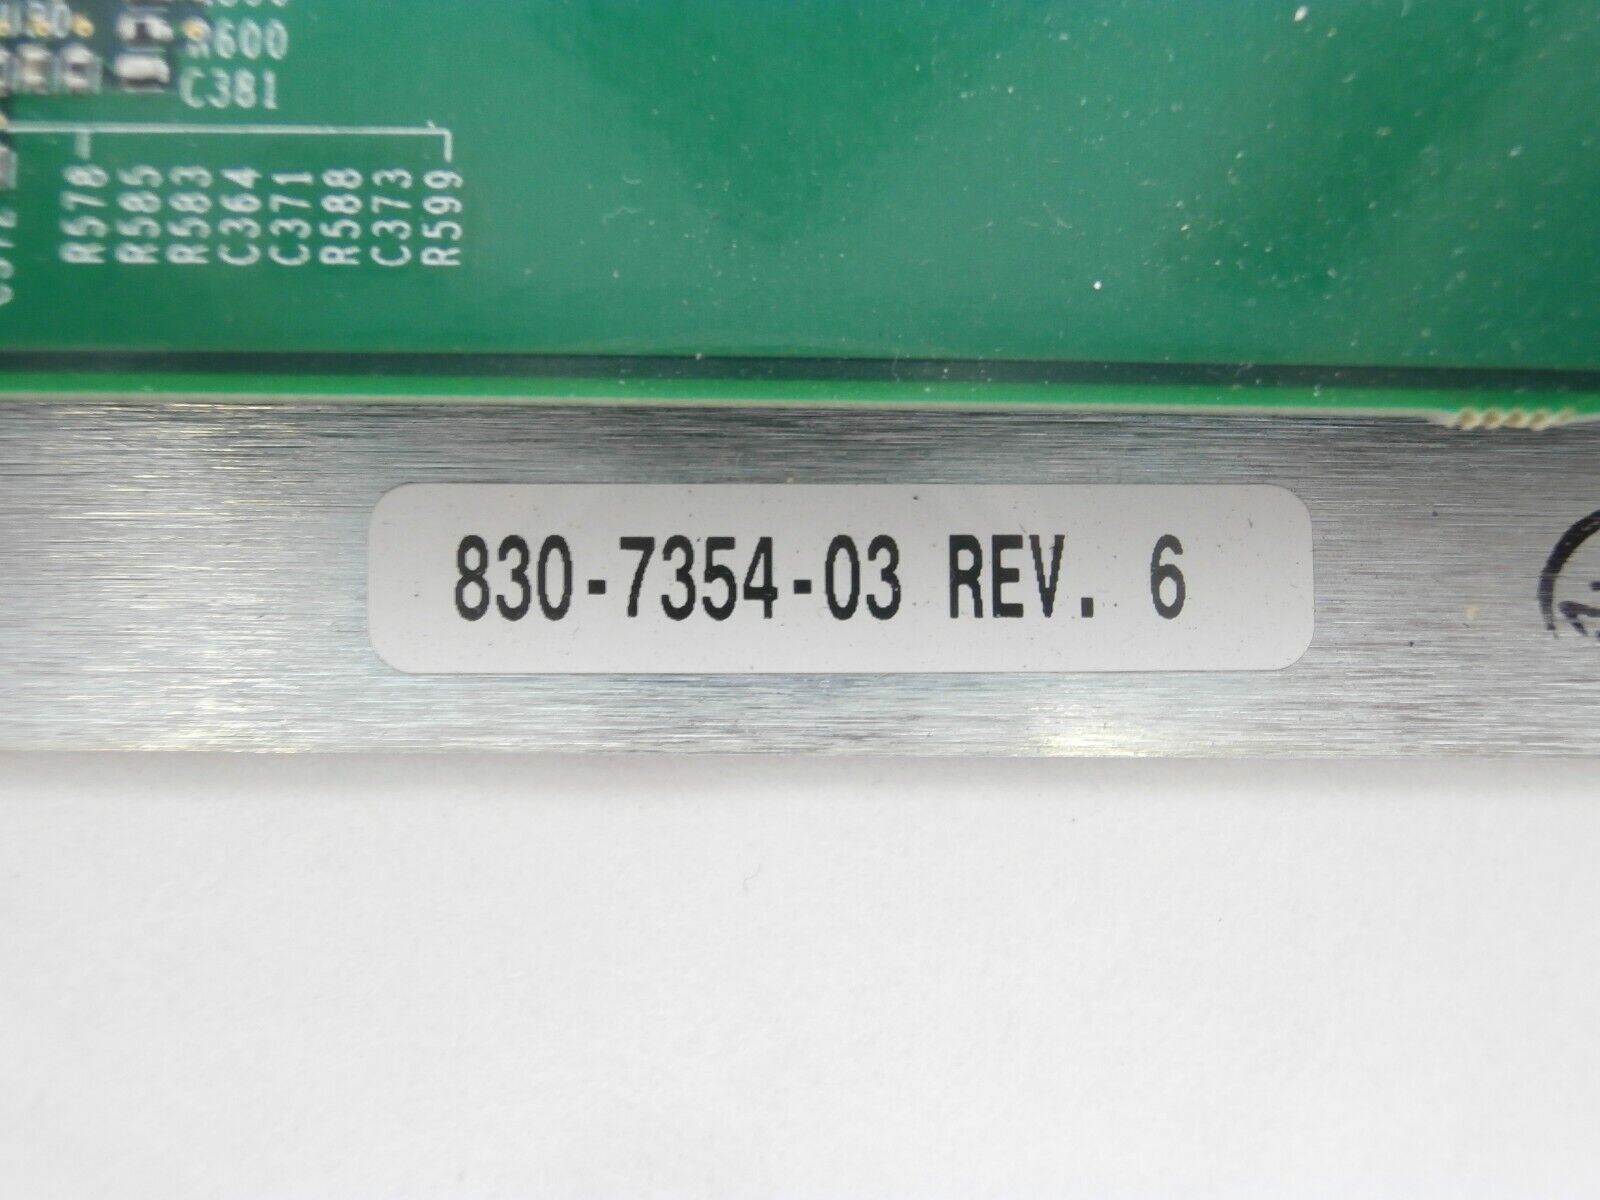 R600
C381
R578
R585
R583
C364
C371
R588
C373
R599
830-7354-03 REV. 6